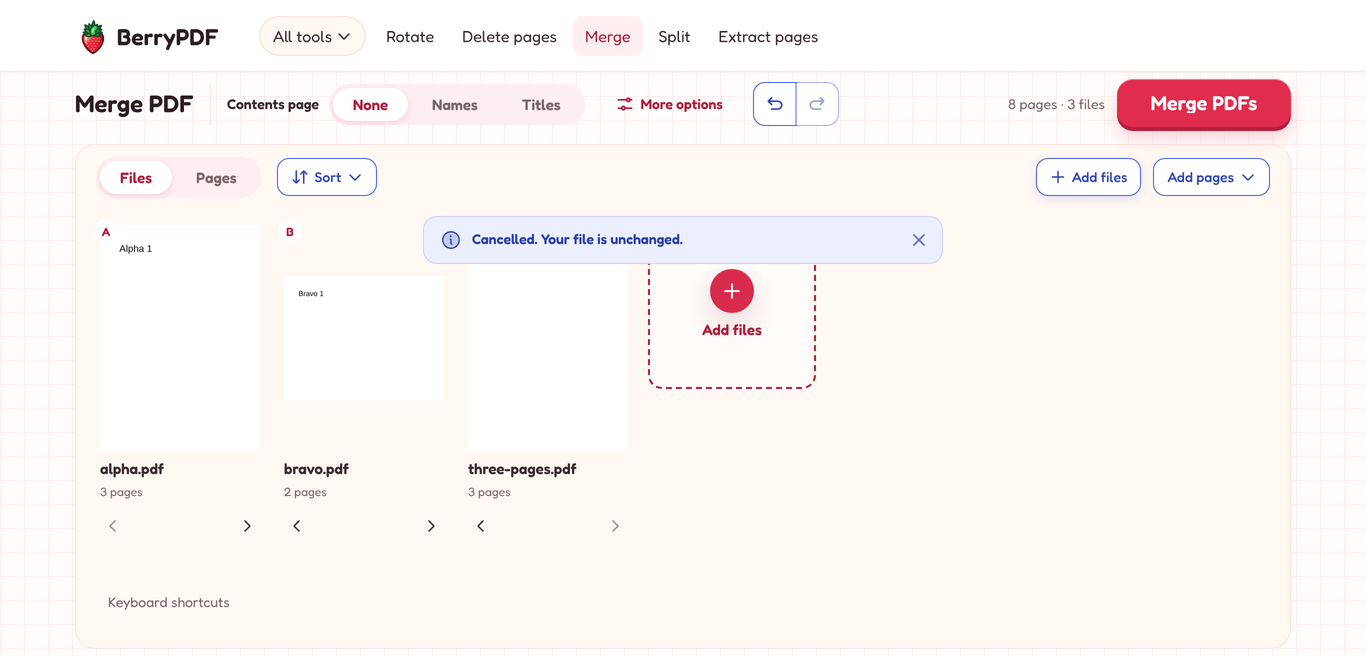 BerryPDF
All tools
Rotate
Delete pages
Merge
Split
Extract pages
Merge PDF
Contents page
None
Names
Titles
More options
8 pages · 3 files
Merge PDFs
Files
Pages
Sort
Add files
Add pages
Cancelled. Your file is unchanged.
A
Alpha 1
B
Bravo 1
Add files
alpha.pdf
bravo.pdf
three-pages.pdf
3 pages
2 pages
3 pages
Keyboard shortcuts